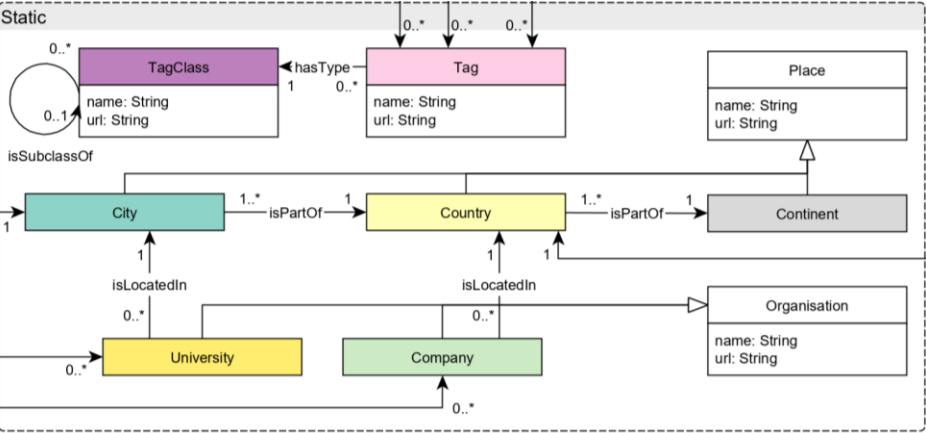 Static
0..* 0..* 0..*
0..*
TagClass
name: String
url: String
0..1
isSubclassOf
hasType
1 0..*
Tag
name: String
url: String
Place
name: String
url: String
1
City
1..* isPartOf 1
Country
1..* isPartOf 1
Continent
1
isLocatedIn
0..*
1
isLocatedIn
0..*
1
Organisation
name: String
url: String
University
0..*
Company
0..*